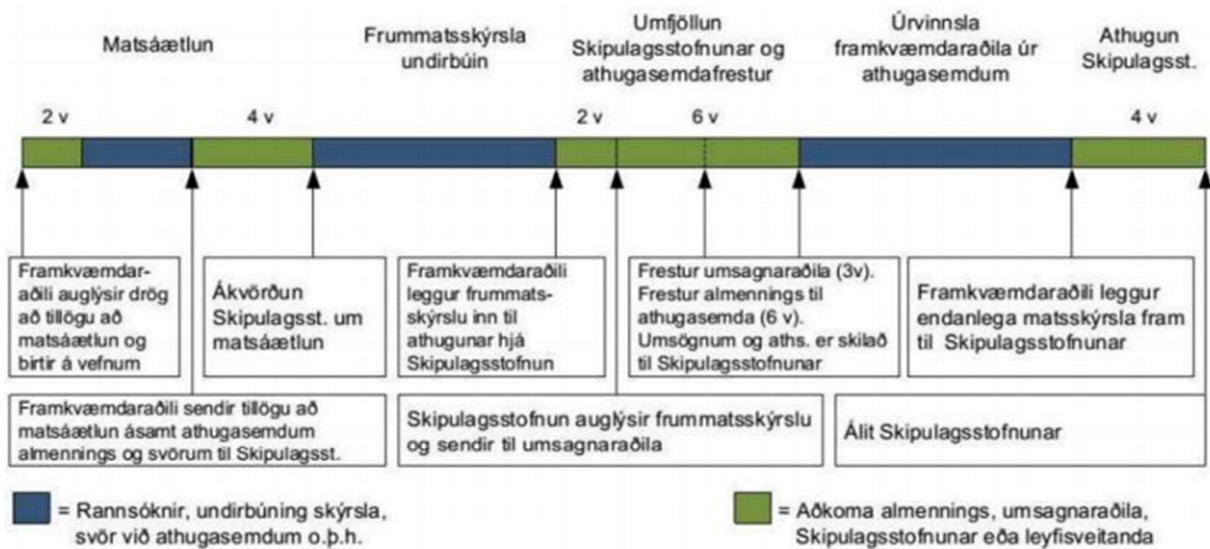 Matsáætlun
Frummatsskýrsla
undirbúin
Umfjöllun
Skipulagsstofnunar og
athugasemdafrestur
Úrvinnsla
framkvæmdaraðila úr
athugasemdum
Athugun
Skipulagsst.
2 v
4 v
2 v
6 v
4 v
Framkvæmdar-
aðili auglýsir drög
að tillögu að
matsáætlun og
birtir á vefnum
Ákvörðun
Skipulagsst. um
matsáætlun
Framkvæmdaraðili
leggur frummats-
skýrslu inn til
athugunar hjá
Skipulagsstofnun
Frestur umsagnaraðila (3v).
Frestur almennings til
athugasemda (6 v).
Umsögnum og aths. er skilað
til Skipulagsstofnunar
Framkvæmdaraðili leggur
endanlega matsskýrsla fram
til Skipulagsstofnunar
Framkvæmdaraðili sendir tillögu að
matsáætlun ásamt athugasemdum
almennings og svörum til Skipulagsst.
Skipulagsstofnun auglýsir frummatsskýrslu
og sendir til umsagnaraðila
Álit Skipulagsstofnunar
= Rannsóknir, undirbúning skýrsla,
svör við athugasemdum o.þ.h.
= Aðkoma almennings, umsagnaraðila,
Skipulagsstofnunar eða leyfisveitanda